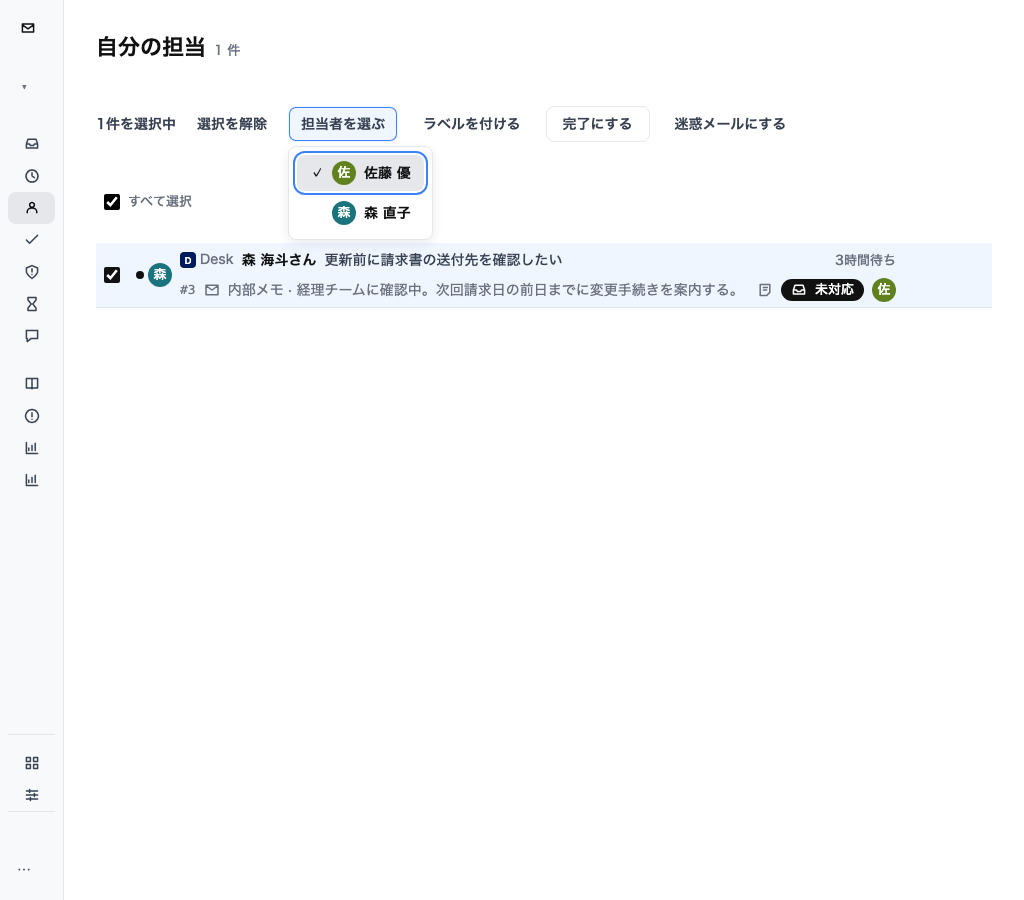 自分の担当 1 件
1件を選択中 選択を解除 担当者を選ぶ ラベルを付ける 完了にする 迷惑メールにする
✓ 佐 佐藤 優
森 森 直子
すべて選択
森 D Desk 森 海斗さん 更新前に請求書の送付先を確認したい 3時間待ち
#3 内部メモ · 経理チームに確認中。次回請求日の前日までに変更手続きを案内する。 未対応 佐
…